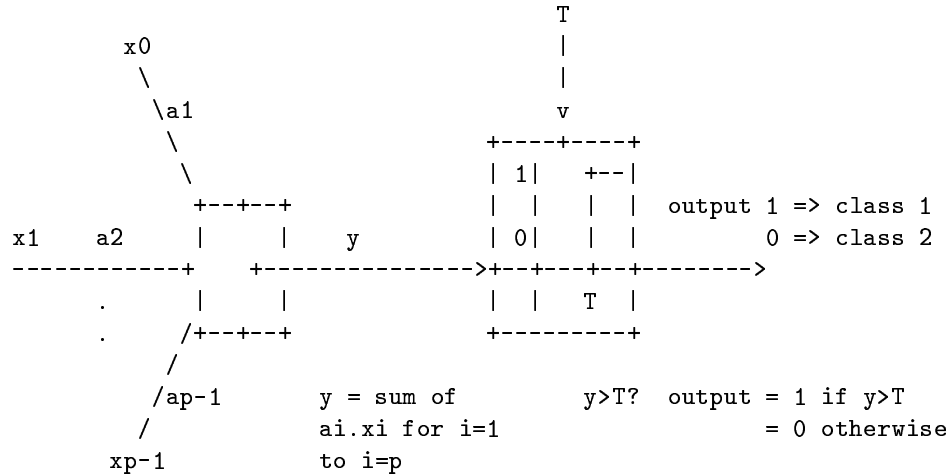 T
x0
a1
v
1
output 1 => class 1
x1 a2 y 0 0 => class 2
. T
.
ap-1 y = sum of y>T? output = 1 if y>T
ai.xi for i=1 = 0 otherwise
xp-1 to i=p